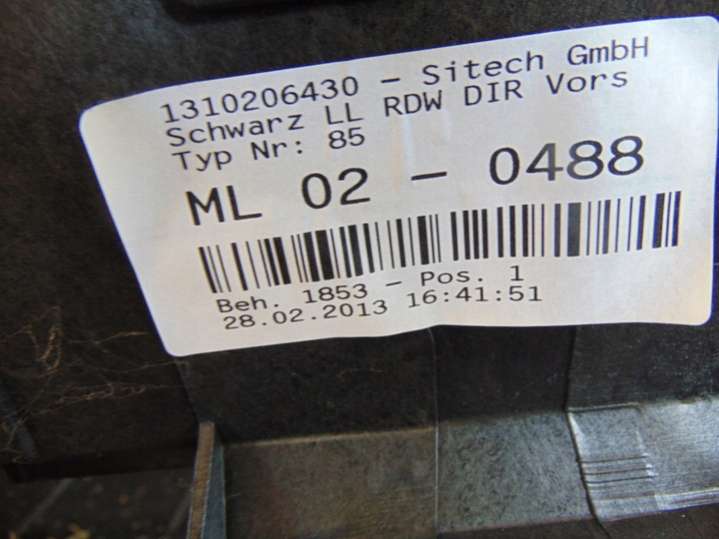 1310206430 - Sitech GmbH
Schwarz LL RDW DIR Vors
Typ Nr: 85
ML 02 - 0488
Beh. 1853 - Pos. 1
28.02.2013 16:41:51